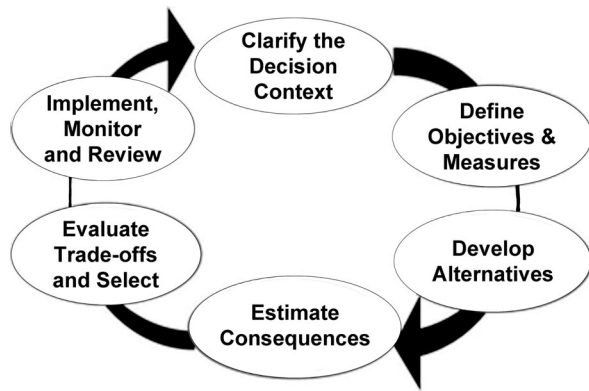 Clarify the
Decision
Context
Define
Objectives &
Measures
Develop
Alternatives
Estimate
Consequences
Evaluate
Trade-offs
and Select
Implement,
Monitor
and Review